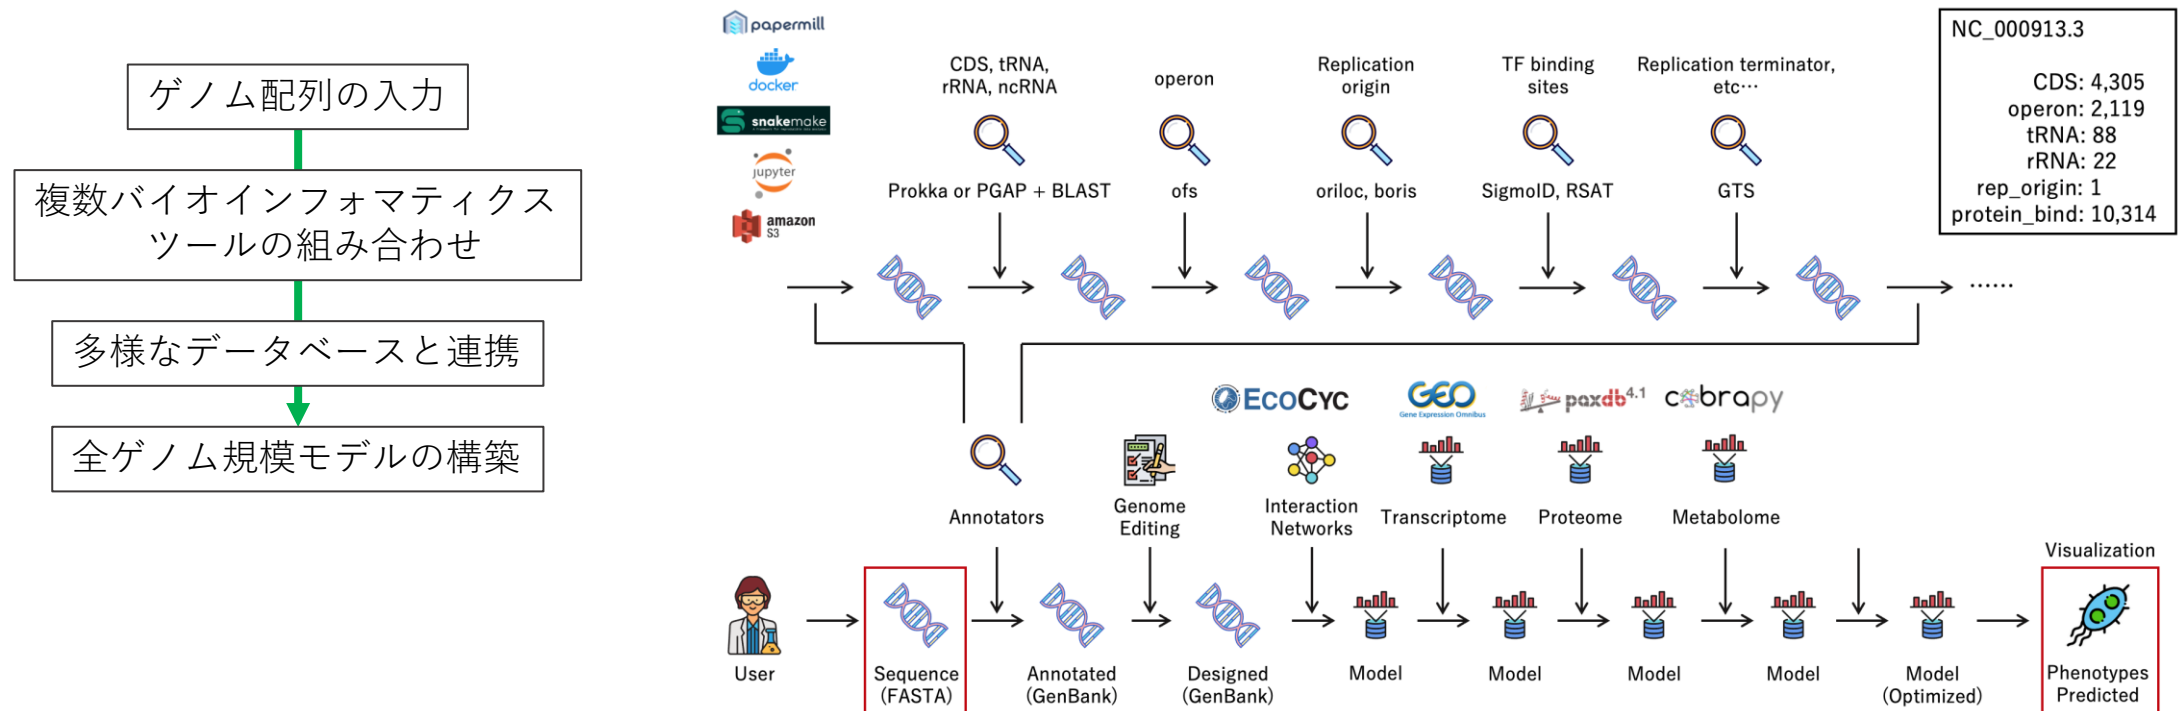 ゲノム配列の入力
複数バイオインフォマティクス
ツールの組み合わせ
多様なデータベースと連携
全ゲノム規模モデルの構築
papermill
docker
snakemake
jupyter
amazon
S3
CDS, tRNA,
rRNA, ncRNA
operon
Replication
origin
TF binding
sites
Replication terminator,
etc…
Prokka or PGAP + BLAST
ofs
oriloc, boris
SigmoID, RSAT
GTS
NC_000913.3
CDS: 4,305
operon: 2,119
tRNA: 88
rRNA: 22
rep_origin: 1
protein_bind: 10,314
……
ECOCYC
GEO
Gene Expression Omnibus
paxdb4.1
cobrapy
Annotators
Genome
Editing
Interaction
Networks
Transcriptome
Proteome
Metabolome
Visualization
User
Sequence
(FASTA)
Annotated
(GenBank)
Designed
(GenBank)
Model
Model
Model
Model
Model
(Optimized)
Phenotypes
Predicted